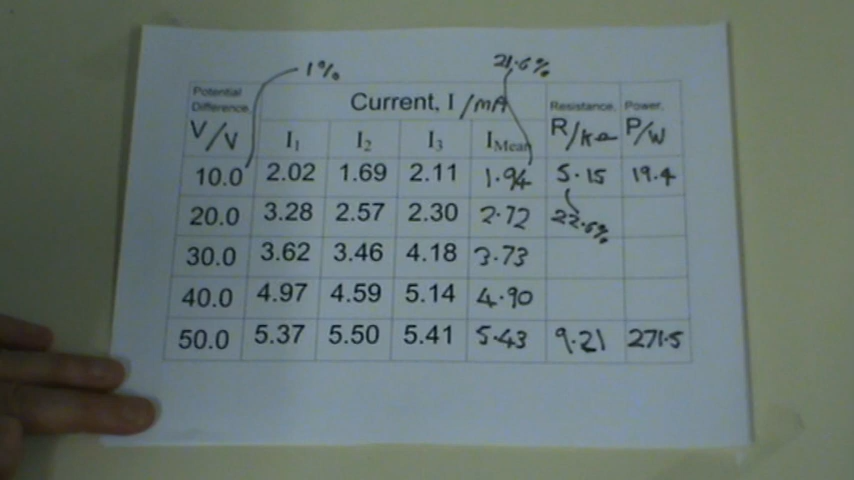 1% 21.6%
Potential Difference, V/V Current, I /mA Resistance, R/kΩ Power, P/W
I1 I2 I3 IMean
10.0 2.02 1.69 2.11 1.94 5.15 19.4
20.0 3.28 2.57 2.30 2.72 22.6%
30.0 3.62 3.46 4.18 3.73
40.0 4.97 4.59 5.14 4.90
50.0 5.37 5.50 5.41 5.43 9.21 271.5